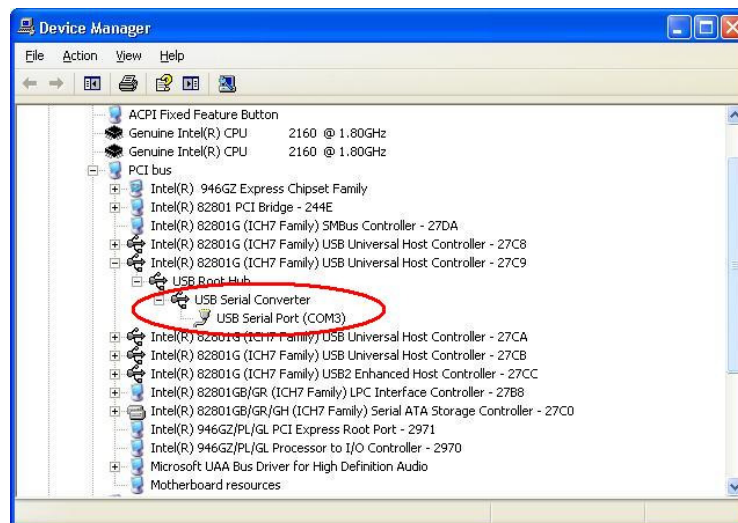 Device Manager
File Action View Help
ACPI Fixed Feature Button
Genuine Intel(R) CPU 2160 @ 1.80GHz
Genuine Intel(R) CPU 2160 @ 1.80GHz
PCI bus
Intel(R) 946GZ Express Chipset Family
Intel(R) 82801 PCI Bridge - 244E
Intel(R) 82801G (ICH7 Family) SMBus Controller - 27DA
Intel(R) 82801G (ICH7 Family) USB Universal Host Controller - 27C8
Intel(R) 82801G (ICH7 Family) USB Universal Host Controller - 27C9
USB Root Hub
USB Serial Converter
USB Serial Port (COM3)
Intel(R) 82801G (ICH7 Family) USB Universal Host Controller - 27CA
Intel(R) 82801G (ICH7 Family) USB Universal Host Controller - 27CB
Intel(R) 82801G (ICH7 Family) USB2 Enhanced Host Controller - 27CC
Intel(R) 82801GB/GR (ICH7 Family) LPC Interface Controller - 27B8
Intel(R) 82801GB/GR/GH (ICH7 Family) Serial ATA Storage Controller - 27C0
Intel(R) 946GZ/PL/GL PCI Express Root Port - 2971
Intel(R) 946GZ/PL/GL Processor to I/O Controller - 2970
Microsoft UAA Bus Driver for High Definition Audio
Motherboard resources